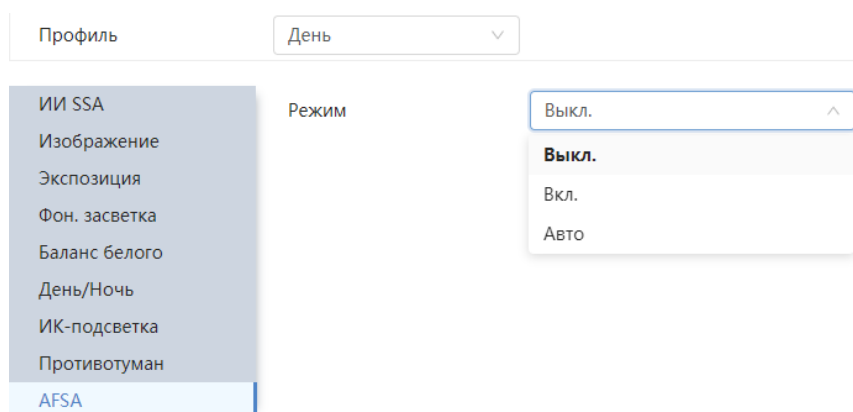 Профиль
День
ИИ SSA
Режим
Выкл.
Изображение
Выкл.
Экспозиция
Вкл.
Фон. засветка
Авто
Баланс белого
День/Ночь
ИК-подсветка
Противотуман
AFSA